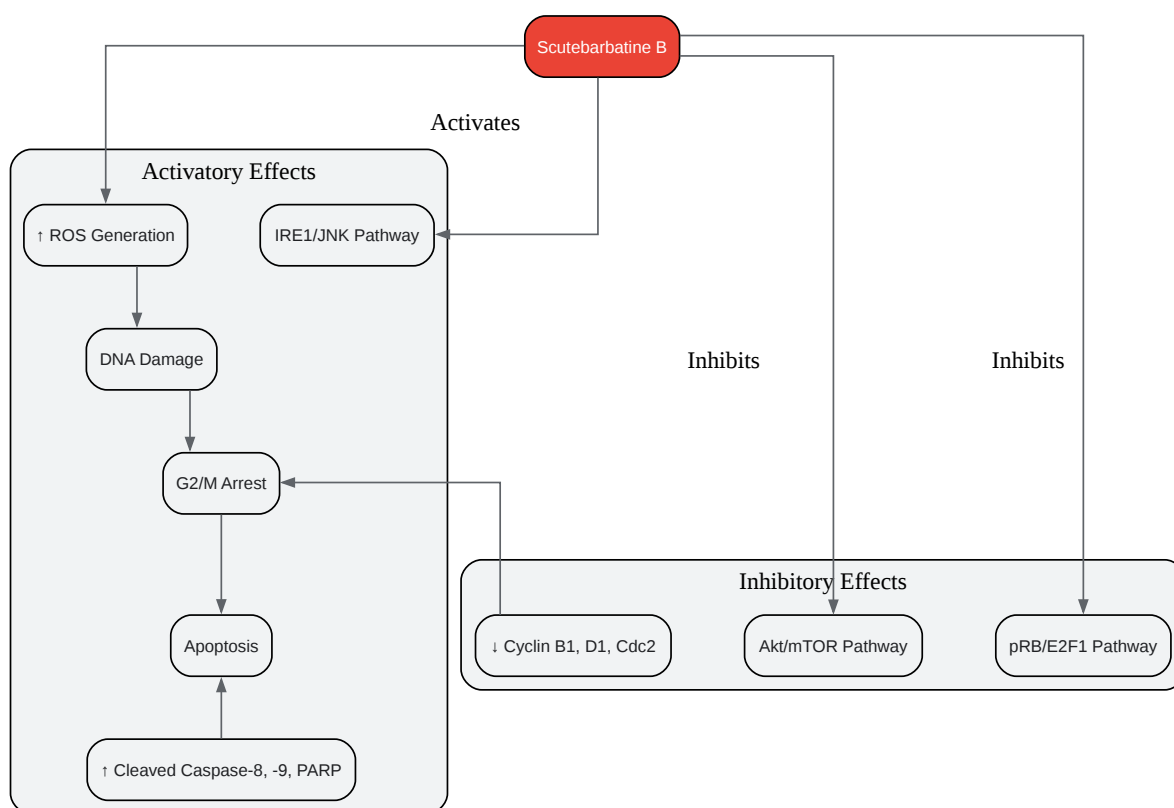 Scutebarbatine B
Activates
Activatory Effects
↑ ROS Generation
IRE1/JNK Pathway
DNA Damage
Inhibits
Inhibits
G2/M Arrest
Inhibitory Effects
Apoptosis
↓ Cyclin B1, D1, Cdc2
Akt/mTOR Pathway
pRB/E2F1 Pathway
↑ Cleaved Caspase-8, -9, PARP